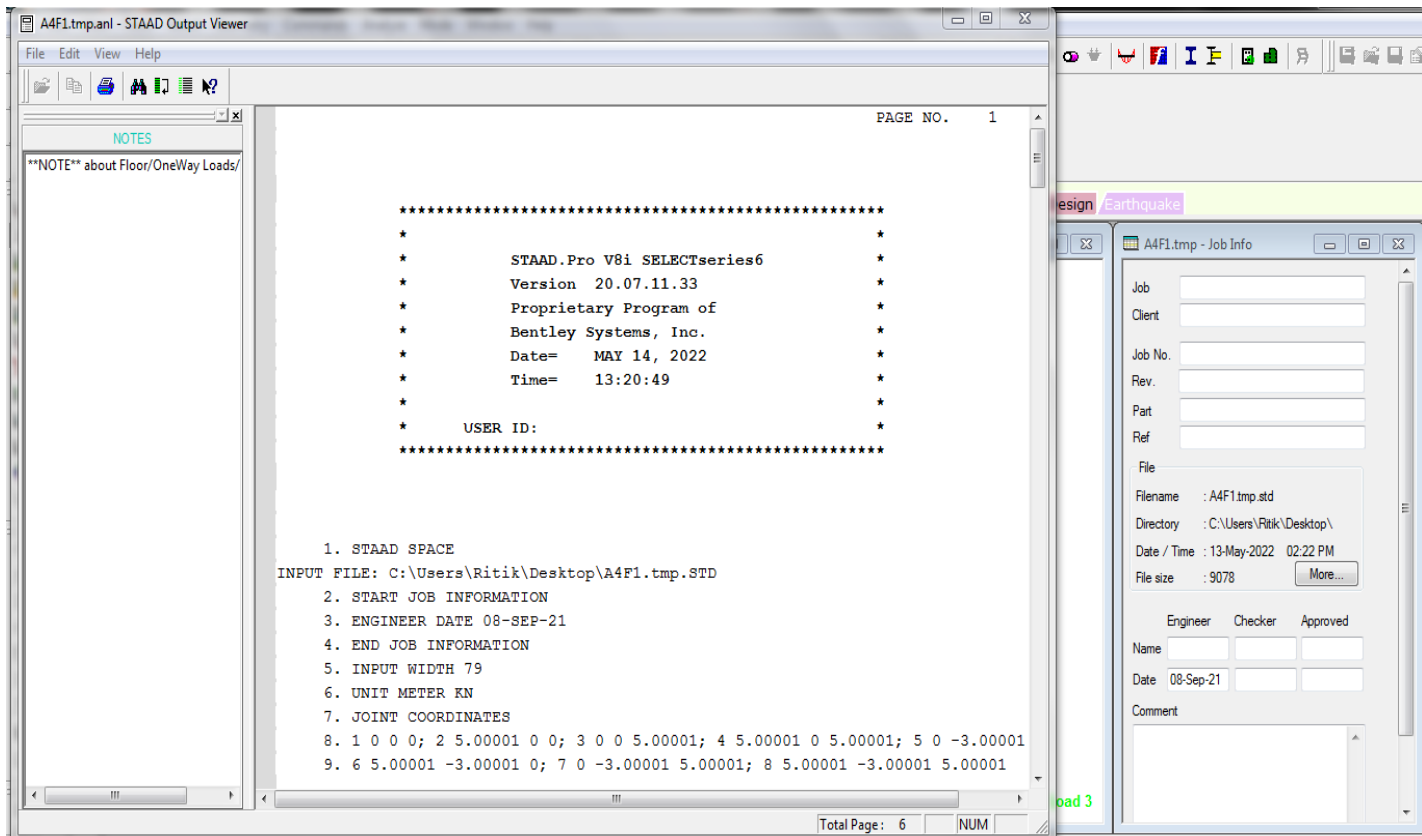 A4F1.tmp.anl - STAAD Output Viewer
File Edit View Help
NOTES
**NOTE** about Floor/OneWay Loads/
PAGE NO. 1
****************************************************
* *
* STAAD.Pro V8i SELECTseries6 *
* Version 20.07.11.33 *
* Proprietary Program of *
* Bentley Systems, Inc. *
* Date= MAY 14, 2022 *
* Time= 13:20:49 *
* *
* USER ID: *
****************************************************
1. STAAD SPACE
INPUT FILE: C:\Users\Ritik\Desktop\A4F1.tmp.STD
2. START JOB INFORMATION
3. ENGINEER DATE 08-SEP-21
4. END JOB INFORMATION
5. INPUT WIDTH 79
6. UNIT METER KN
7. JOINT COORDINATES
8. 1 0 0 0; 2 5.00001 0 0; 3 0 0 5.00001; 4 5.00001 0 5.00001; 5 0 -3.00001
9. 6 5.00001 -3.00001 0; 7 0 -3.00001 5.00001; 8 5.00001 -3.00001 5.00001
Total Page: 6 NUM
esign Earthquake
oad 3
A4F1.tmp - Job Info
Job
Client
Job No.
Rev.
Part
Ref
File
Filename : A4F1.tmp.std
Directory : C:\Users\Ritik\Desktop\
Date / Time : 13-May-2022 02:22 PM
File size : 9078 More...
Engineer Checker Approved
Name
Date 08-Sep-21
Comment